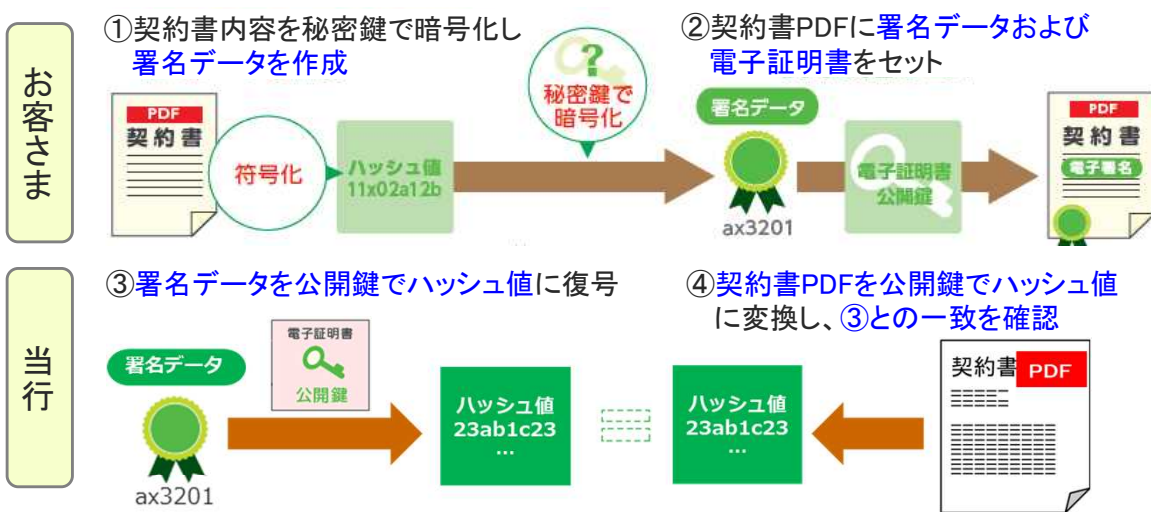 お客さま
①契約書内容を秘密鍵で暗号化し
署名データを作成
PDF
契約書
符号化
ハッシュ値
11x02a12b
?
秘密鍵で
暗号化
②契約書PDFに署名データおよび
電子証明書をセット
署名データ
ax3201
電子証明書
公開鍵
PDF
契約書
電子署名
当行
③署名データを公開鍵でハッシュ値に復号
署名データ
ax3201
電子証明書
公開鍵
ハッシュ値
23ab1c23
…
④契約書PDFを公開鍵でハッシュ値
に変換し、③との一致を確認
ハッシュ値
23ab1c23
…
契約書
PDF